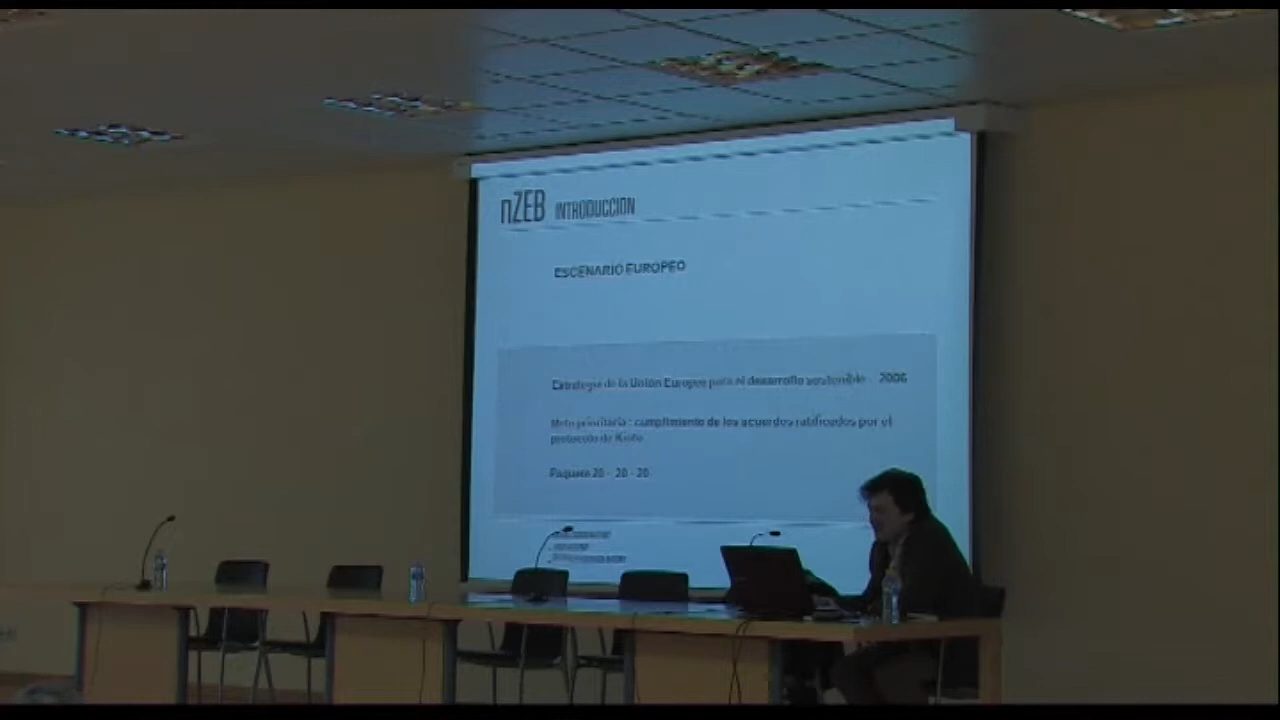 nZEB INTRODUCCION
ESCENARIO EUROPEO
Estrategia de la Unión Europea para el desarrollo sostenible - 2006
Meta prioritaria : cumplimiento de los acuerdos ratificados por el
protocolo de Kioto
Paquete 20 - 20 - 20